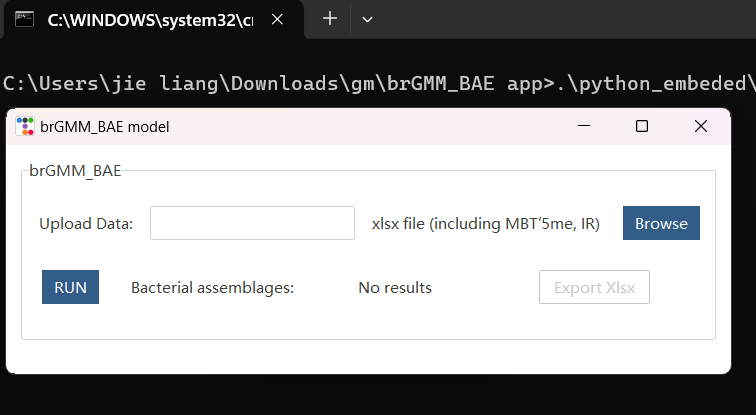 C:\WINDOWS\system32\cr
C:\Users\jie liang\Downloads\gm\brGMM_BAE app>.\python_embeded\
brGMM_BAE model
brGMM_BAE
Upload Data: xlsx file (including MBT’5me, IR) Browse
RUN Bacterial assemblages: No results Export Xlsx